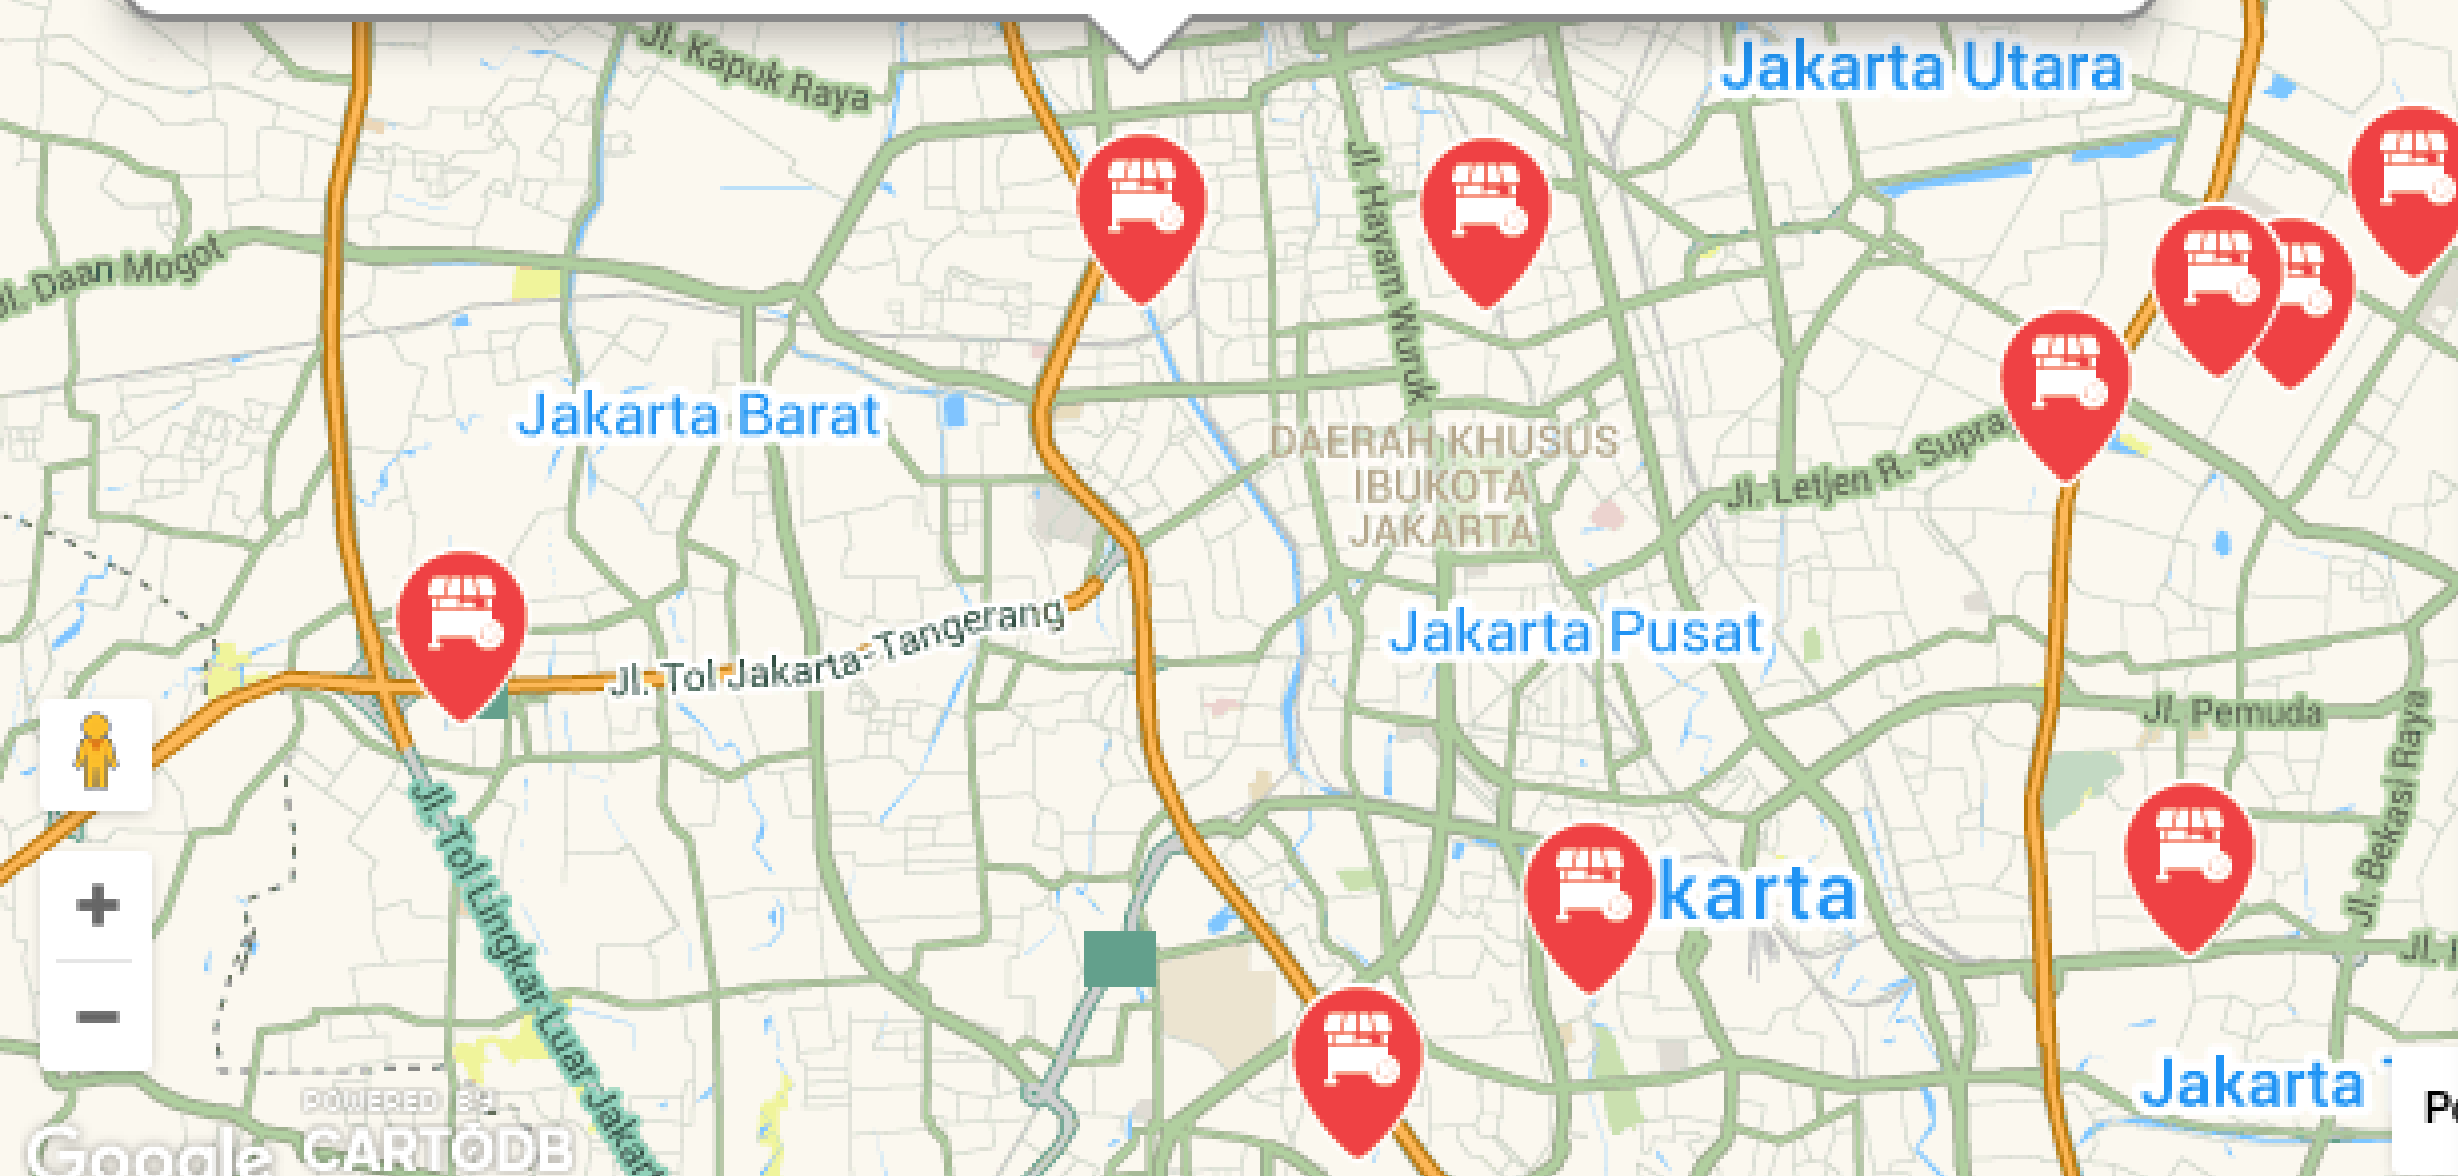 Jl. Kapuk Raya
Jakarta Utara
Jl. Hayam Wuruk
Jl. Daan Mogot
Jakarta Barat
DAERAH KHUSUS
IBUKOTA
JAKARTA
Jl. Letjen R. Supra
Jl. Tol Jakarta-Tangerang
Jakarta Pusat
Jl. Pemuda
Jl. Bekasi Raya
Jl. Tol Lingkar Luar Jakar
karta
Jl.
Jakarta
POWERED BY
Google
CARTODB